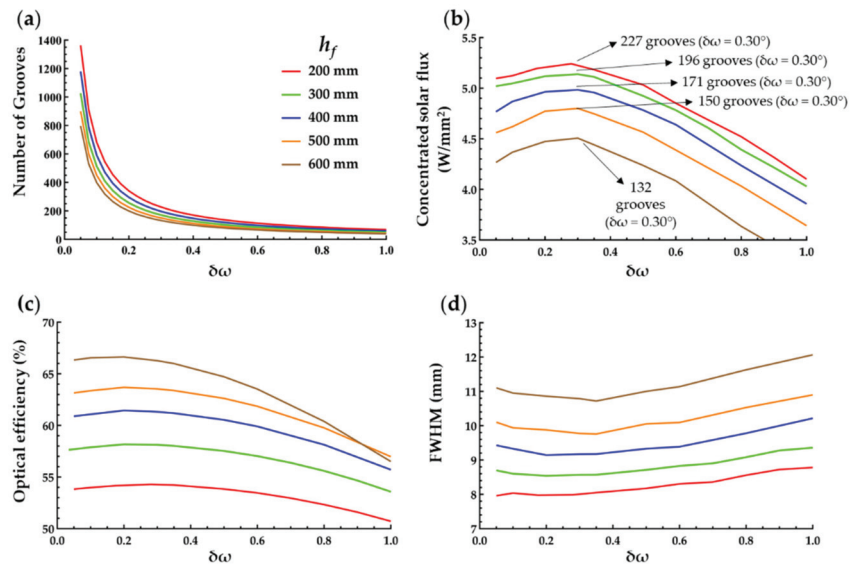 (a)
h_f
200 mm
300 mm
400 mm
500 mm
600 mm
Number of Grooves
1400
1200
1000
800
600
400
200
0
0.0 0.2 0.4 0.6 0.8 1.0
δω
(b)
227 grooves (δω = 0.30°)
196 grooves (δω = 0.30°)
171 grooves (δω = 0.30°)
150 grooves (δω = 0.30°)
132
grooves
(δω = 0.30°)
Concentrated solar flux
(W/mm²)
5.5
5.0
4.5
4.0
3.5
0.0 0.2 0.4 0.6 0.8 1.0
δω
(c)
Optical efficiency (%)
70
65
60
55
50
0.0 0.2 0.4 0.6 0.8 1.0
δω
(d)
FWHM (mm)
13
12
11
10
9
8
7
0.0 0.2 0.4 0.6 0.8 1.0
δω